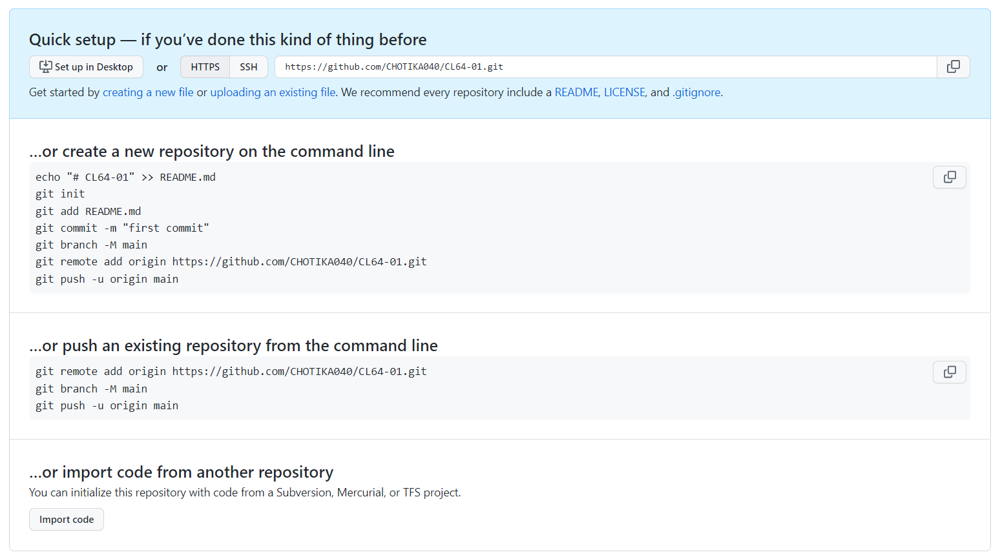 Quick setup — if you’ve done this kind of thing before
Set up in Desktop or HTTPS SSH https://github.com/CHOTIKA040/CL64-01.git
Get started by creating a new file or uploading an existing file. We recommend every repository include a README, LICENSE, and .gitignore.
…or create a new repository on the command line
echo "# CL64-01" >> README.md
git init
git add README.md
git commit -m "first commit"
git branch -M main
git remote add origin https://github.com/CHOTIKA040/CL64-01.git
git push -u origin main
…or push an existing repository from the command line
git remote add origin https://github.com/CHOTIKA040/CL64-01.git
git branch -M main
git push -u origin main
…or import code from another repository
You can initialize this repository with code from a Subversion, Mercurial, or TFS project.
Import code